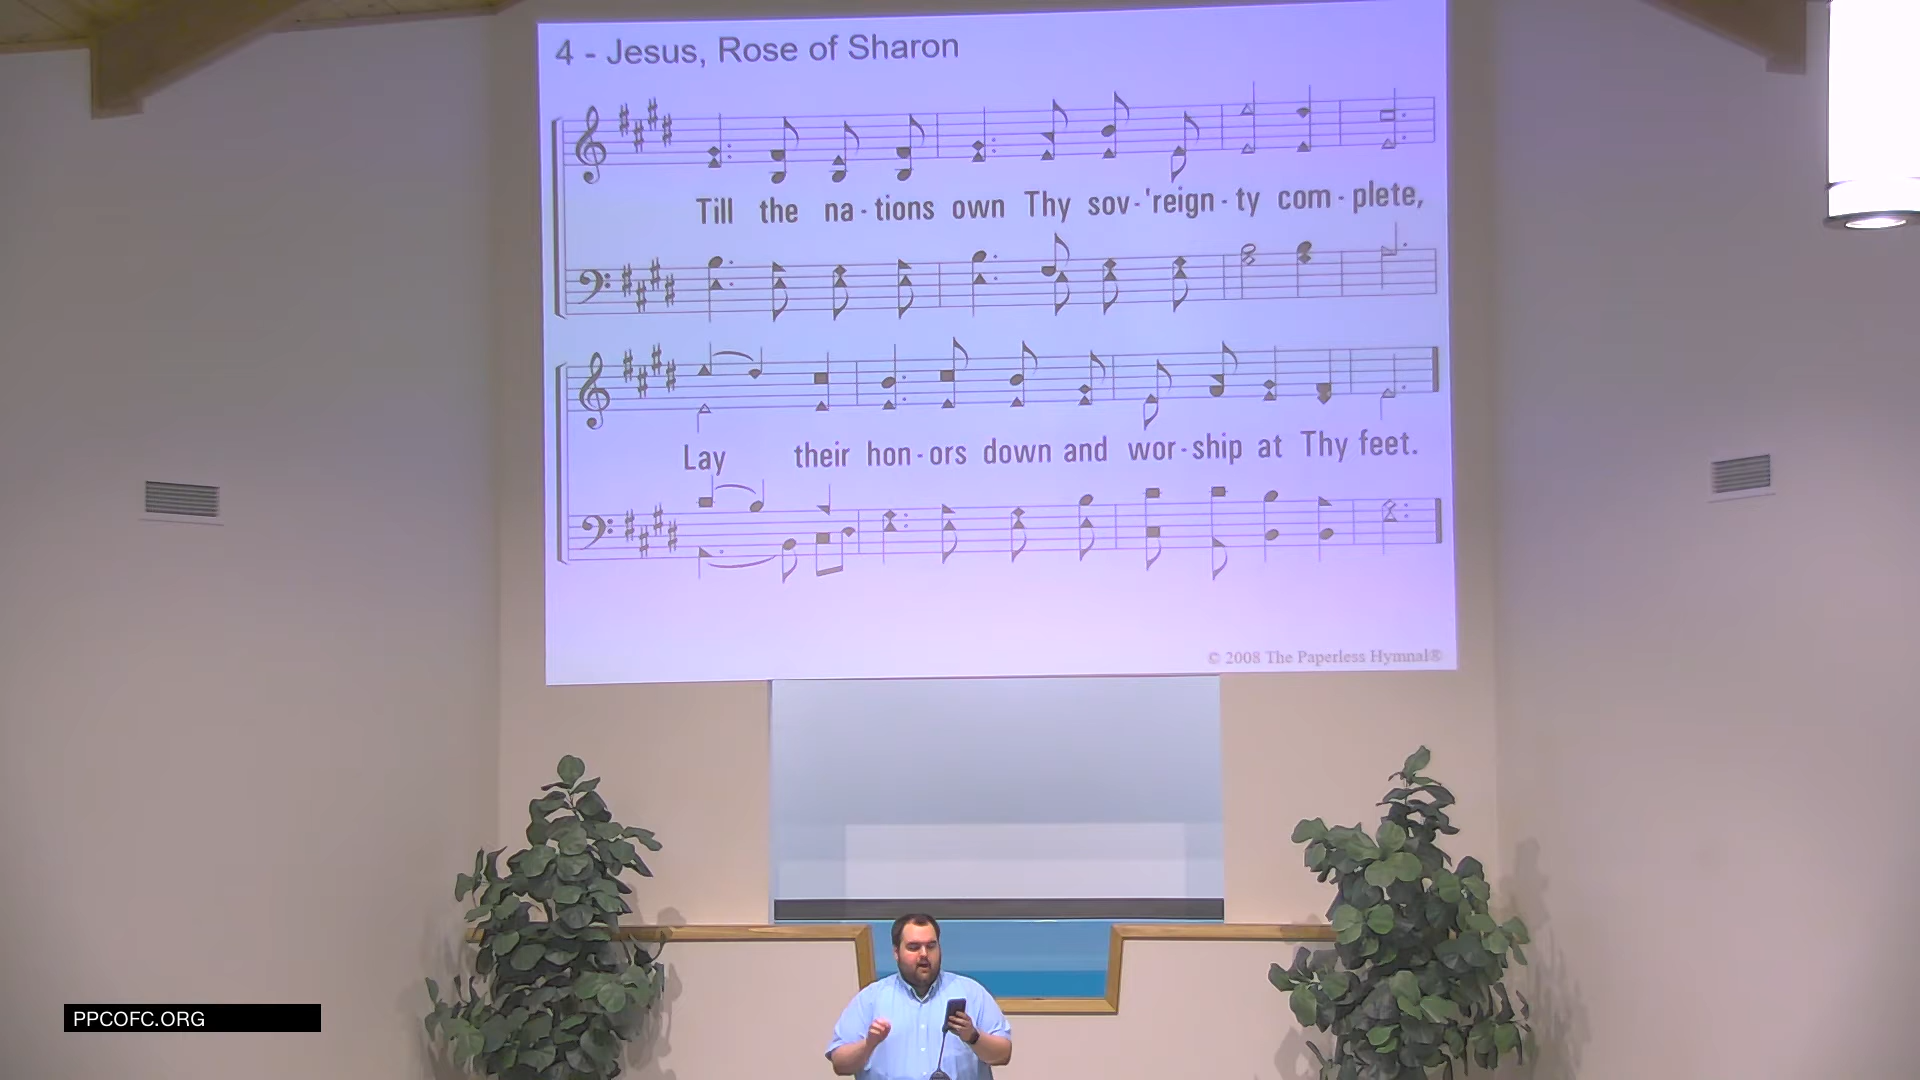 4 - Jesus, Rose of Sharon
Till the na - tions own Thy sov - 'reign - ty com - plete,
Lay their hon - ors down and wor - ship at Thy feet.
© 2008 The Paperless Hymnal®
PPCOFC.ORG